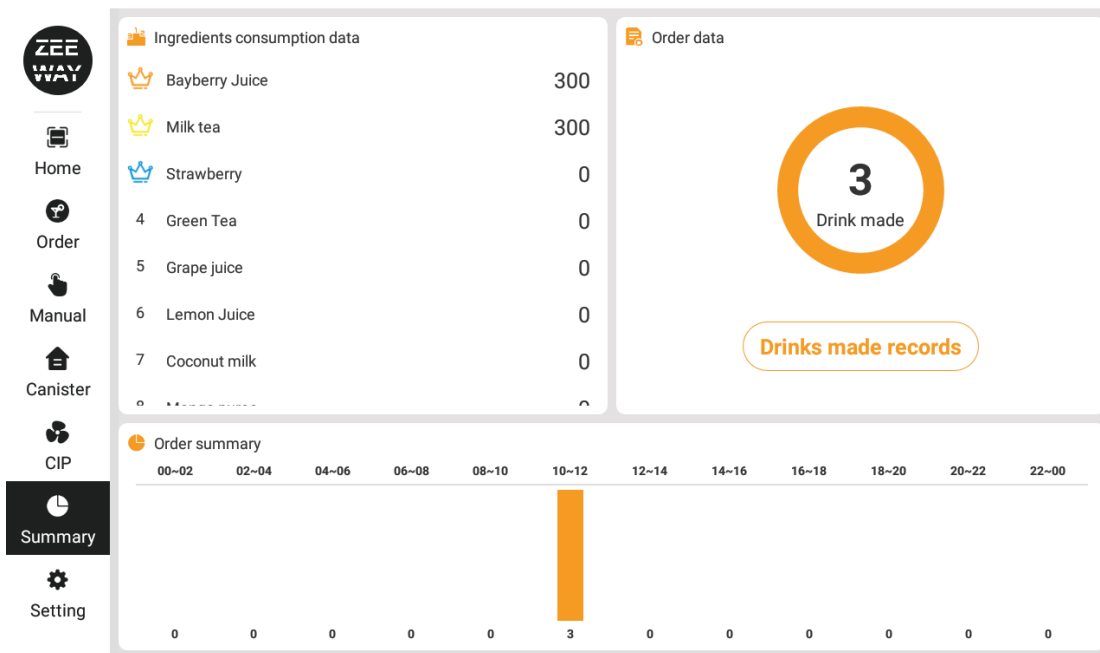 ZEE
WAY
Home
Order
Manual
Canister
CIP
Summary
Setting
Ingredients consumption data
Bayberry Juice 300
Milk tea 300
Strawberry 0
4 Green Tea 0
5 Grape juice 0
6 Lemon Juice 0
7 Coconut milk 0
Order data
3
Drink made
Drinks made records
Order summary
00~02 02~04 04~06 06~08 08~10 10~12 12~14 14~16 16~18 18~20 20~22 22~00
0 0 0 0 0 3 0 0 0 0 0 0